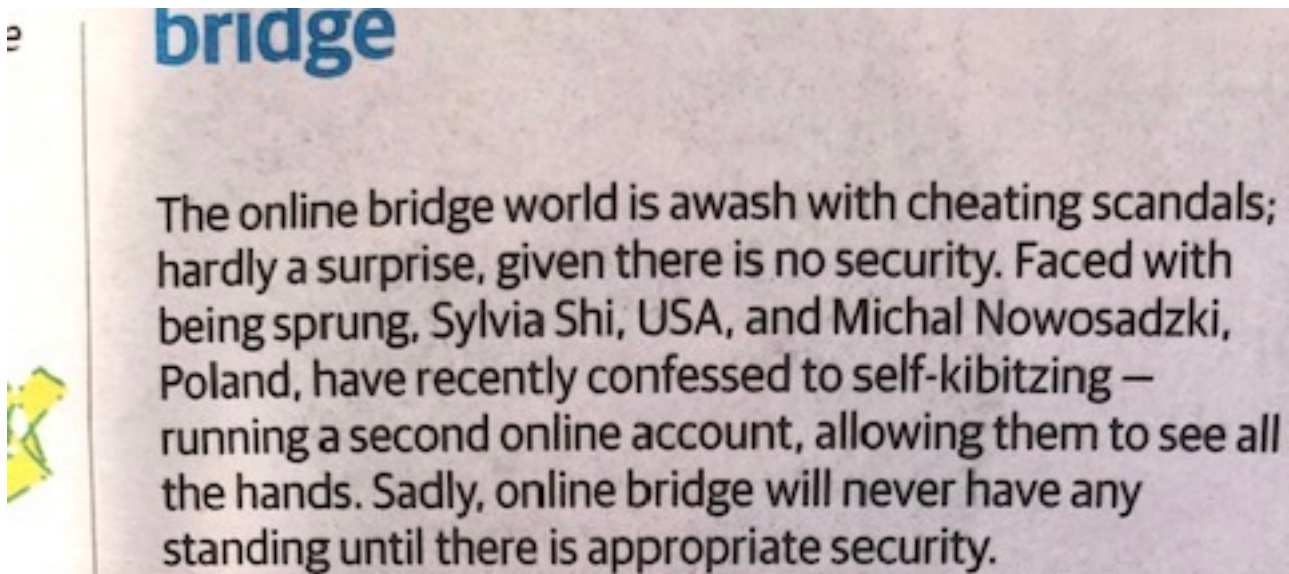 bridge
e
The online bridge world is awash with cheating scandals;
hardly a surprise, given there is no security. Faced with
being sprung, Sylvia Shi, USA, and Michal Nowosadzki,
Poland, have recently confessed to self-kibitzing –
running a second online account, allowing them to see all
the hands. Sadly, online bridge will never have any
standing until there is appropriate security.